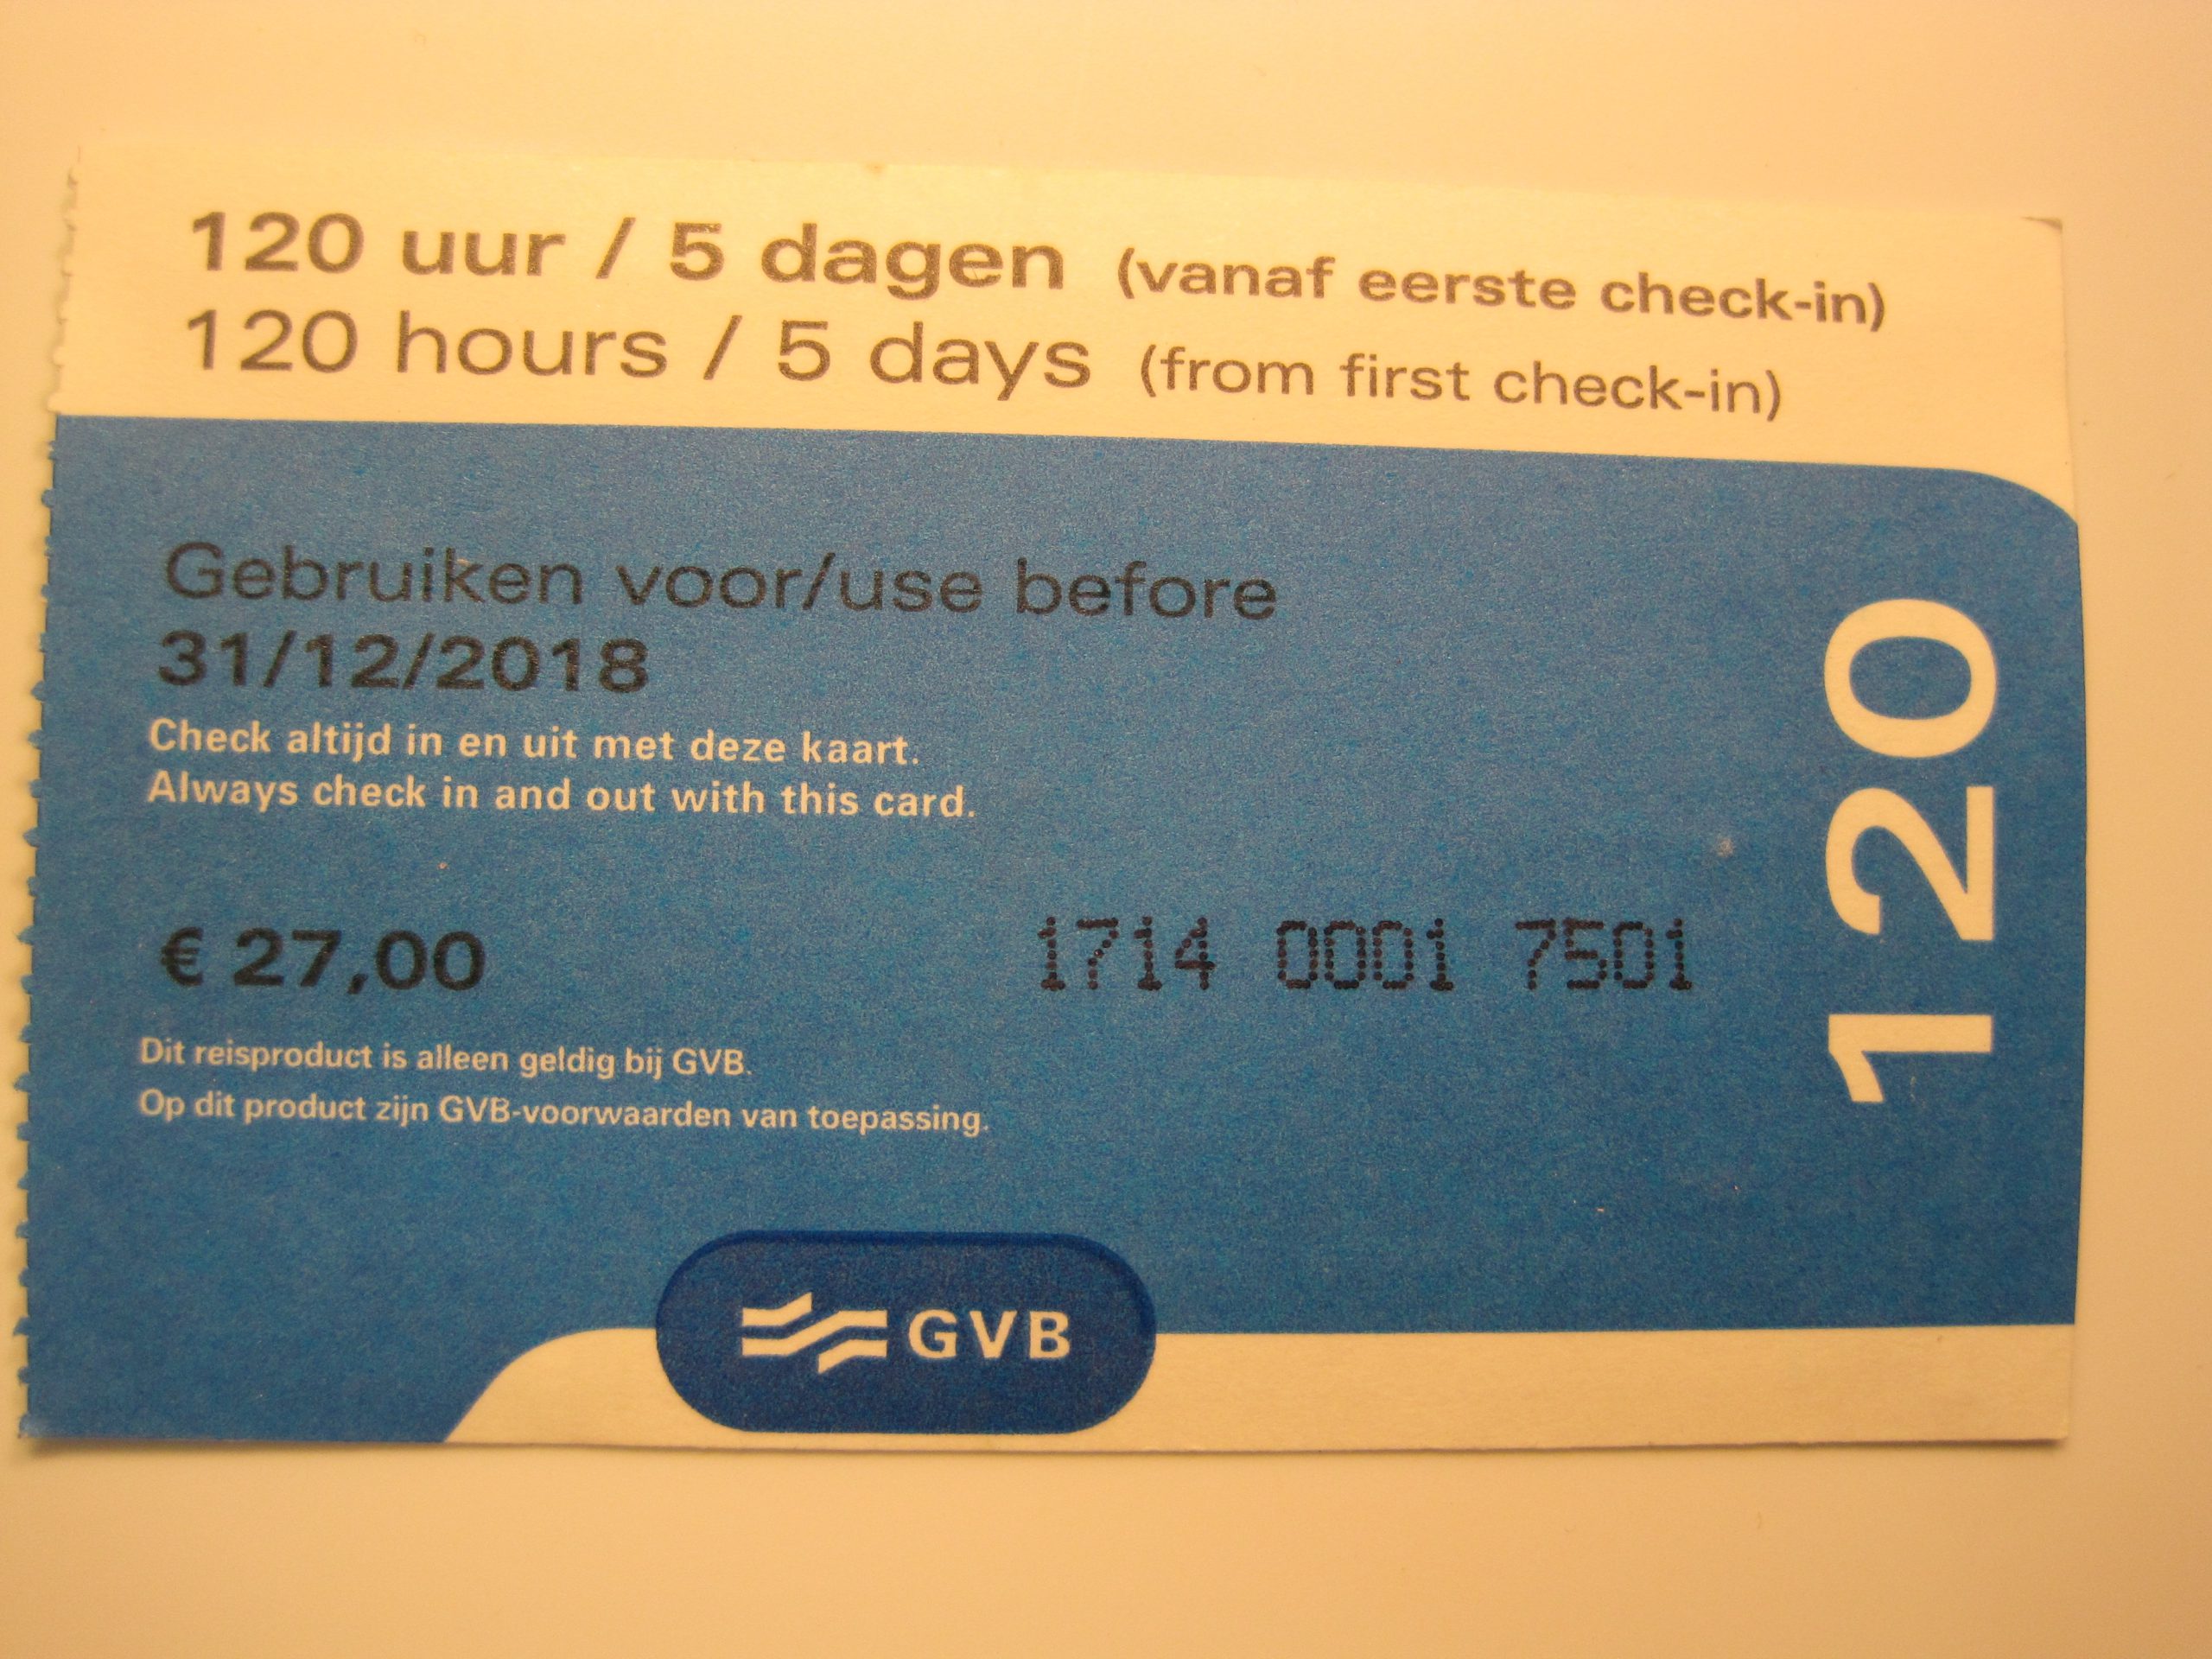 120 uur / 5 dagen (vanaf eerste check-in)
120 hours / 5 days (from first check-in)
Gebruiken voor/use before
31/12/2018
Check altijd in en uit met deze kaart.
Always check in and out with this card.
€ 27,00
1714 0001 7501
120
Dit reisproduct is alleen geldig bij GVB.
Op dit product zijn GVB-voorwaarden van toepassing.
GVB